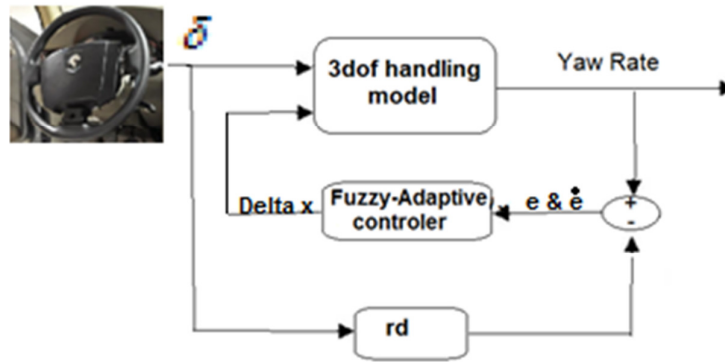 δ
3dof handling
model
Yaw Rate
Delta x
Fuzzy-Adaptive
controler
e & ė
+
-
rd